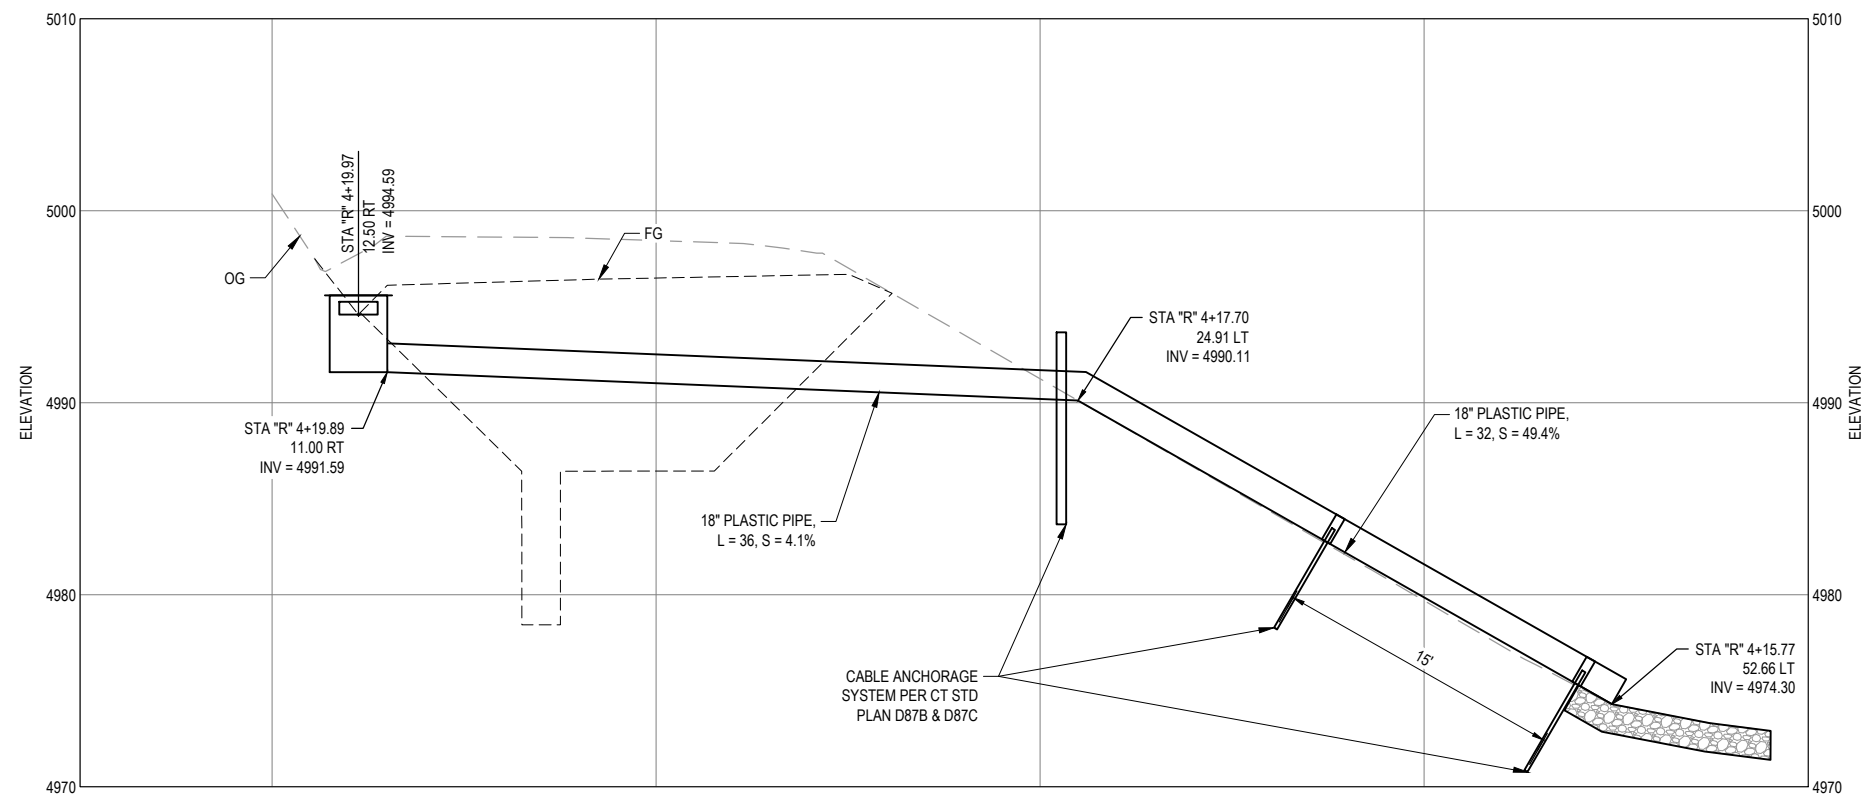 5010
5010
STA "R" 4+19.97
12.50 RT
INV = 4994.59
5000
5000
FG
OG
STA "R" 4+17.70
24.91 LT
INV = 4990.11
ELEVATION
ELEVATION
4990
4990
STA "R" 4+19.89
11.00 RT
INV = 4991.59
18" PLASTIC PIPE,
L = 32, S = 49.4%
18" PLASTIC PIPE,
L = 36, S = 4.1%
4980
4980
15'
CABLE ANCHORAGE
SYSTEM PER CT STD
PLAN D87B & D87C
STA "R" 4+15.77
52.66 LT
INV = 4974.30
4970
4970